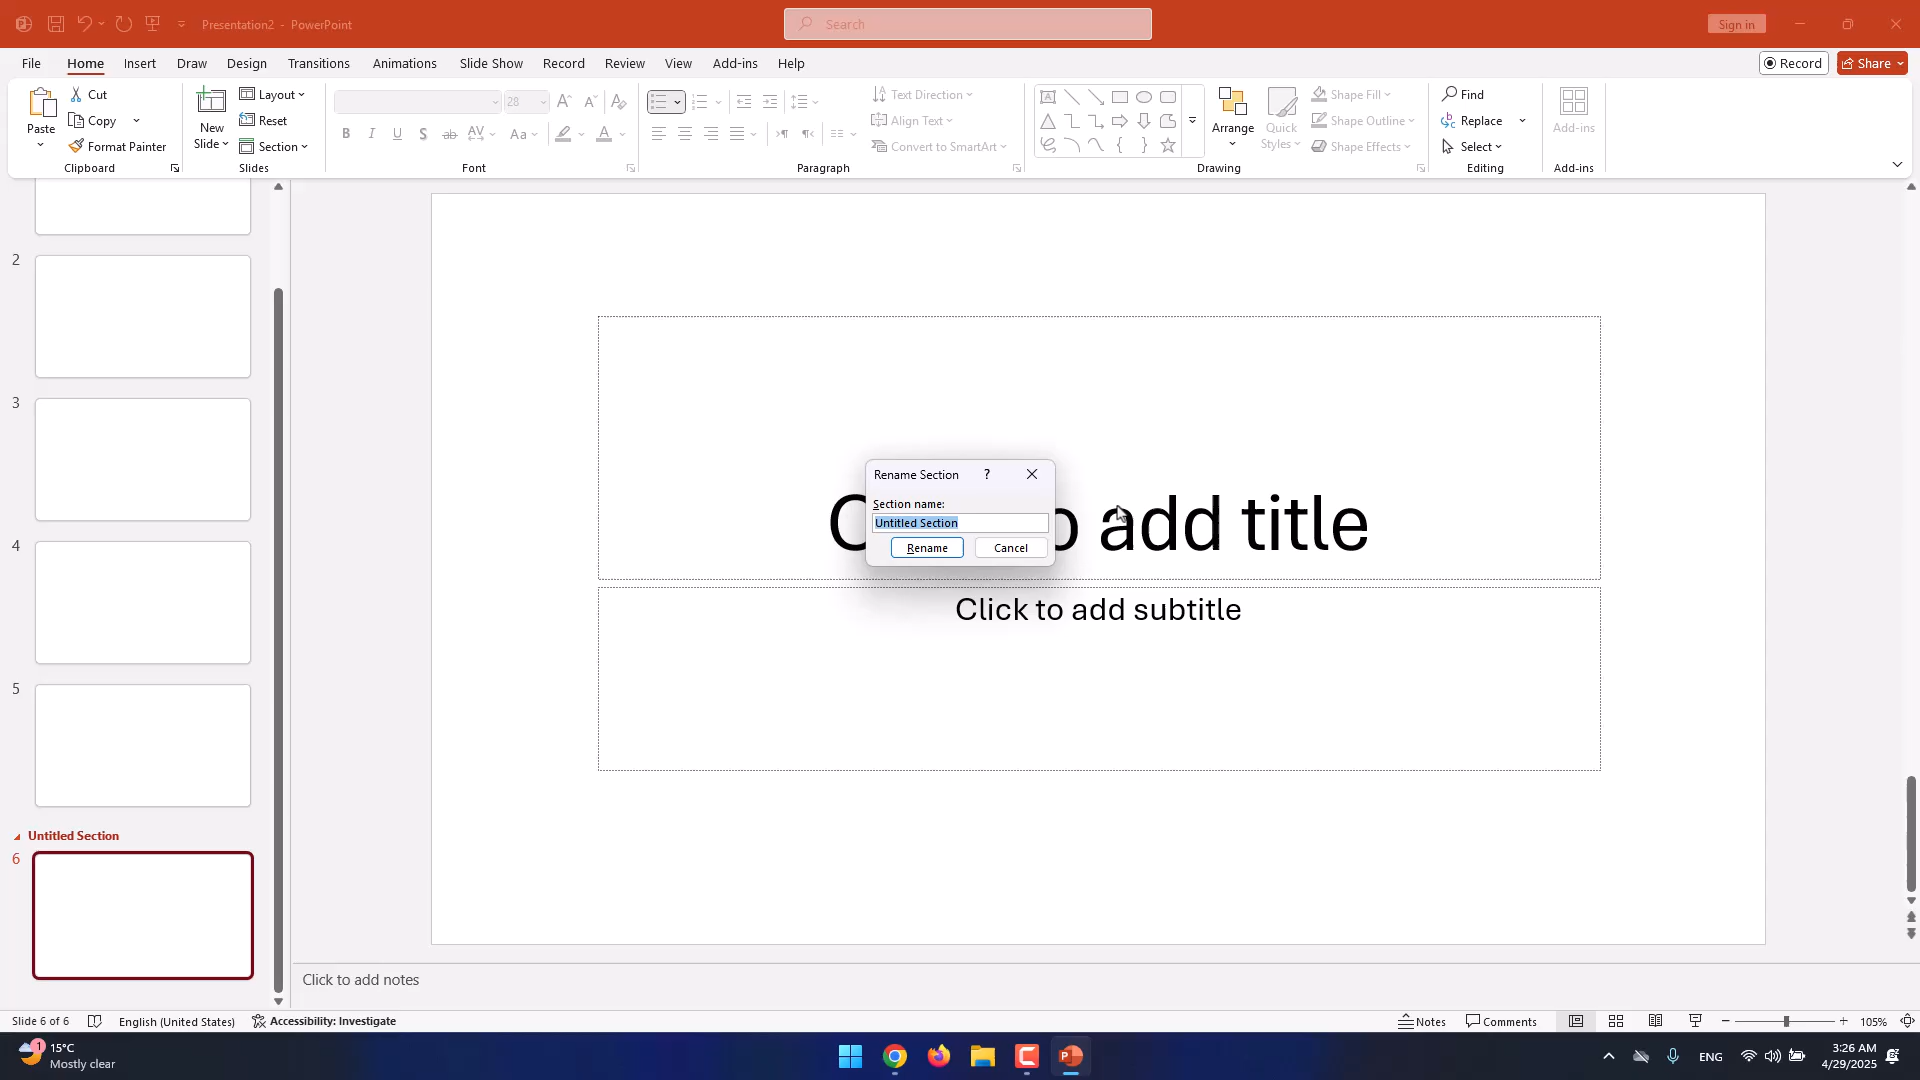 Presentation2 - PowerPoint
Search
Sign in
File Home Insert Draw Design Transitions Animations Slide Show Record Review View Add-ins Help
Record
Share
Paste
Cut
Copy
Format Painter
Clipboard
New Slide
Layout
Reset
Section
Slides
28
B I U S ab AV Aa A
Font
Text Direction
Align Text
Convert to SmartArt
Paragraph
Arrange
Quick Styles
Shape Fill
Shape Outline
Shape Effects
Drawing
Find
Replace
Select
Editing
Add-ins
Add-ins
2
3
4
5
Untitled Section
6
Rename Section ?
Section name:
Untitled Section
Rename Cancel
add title
Click to add subtitle
Click to add notes
Slide 6 of 6 English (United States) Accessibility: Investigate
Notes Comments 105%
1
15°C
Mostly clear
ENG
3:26 AM
4/29/2025